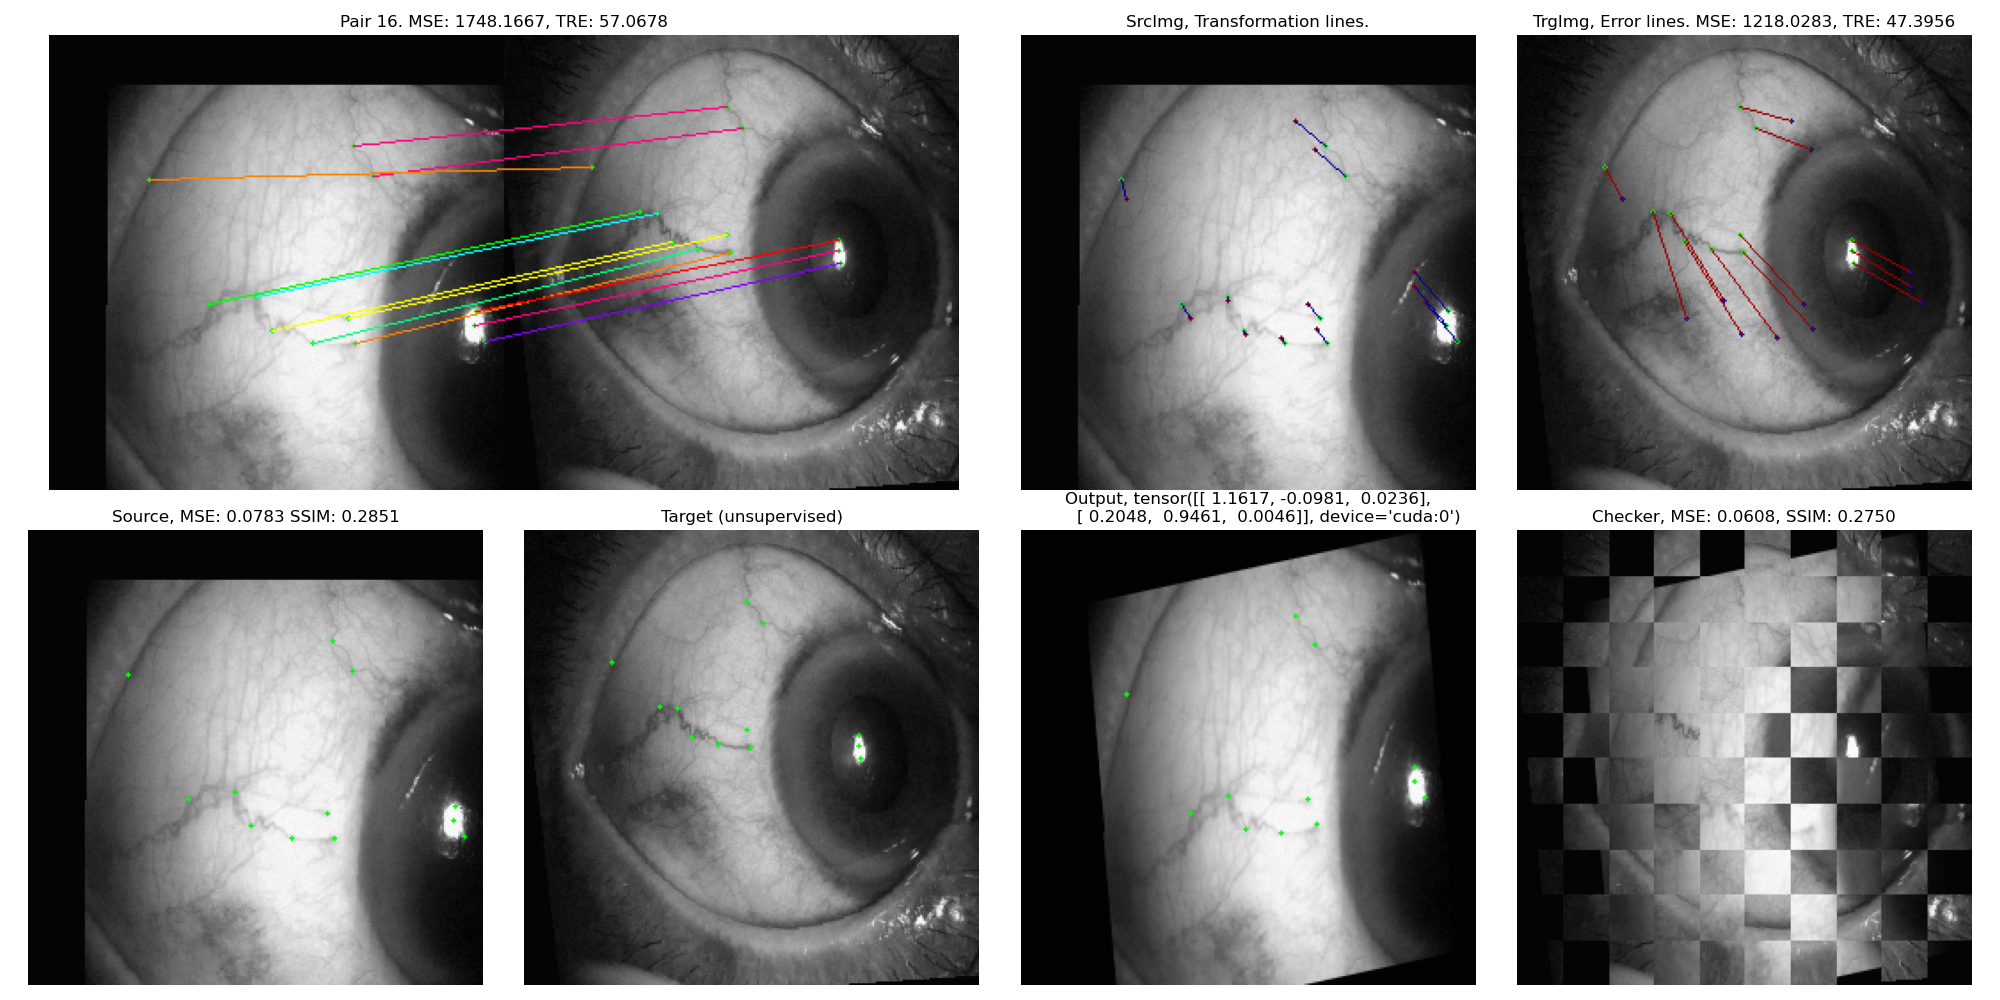 Pair 16. MSE: 1748.1667, TRE: 57.0678
SrcImg, Transformation lines.
TrgImg, Error lines. MSE: 1218.0283, TRE: 47.3956
Source, MSE: 0.0783 SSIM: 0.2851
Target (unsupervised)
Output, tensor([[ 1.1617, -0.0981,  0.0236],
[ 0.2048,  0.9461,  0.0046]], device='cuda:0')
Checker, MSE: 0.0608, SSIM: 0.2750